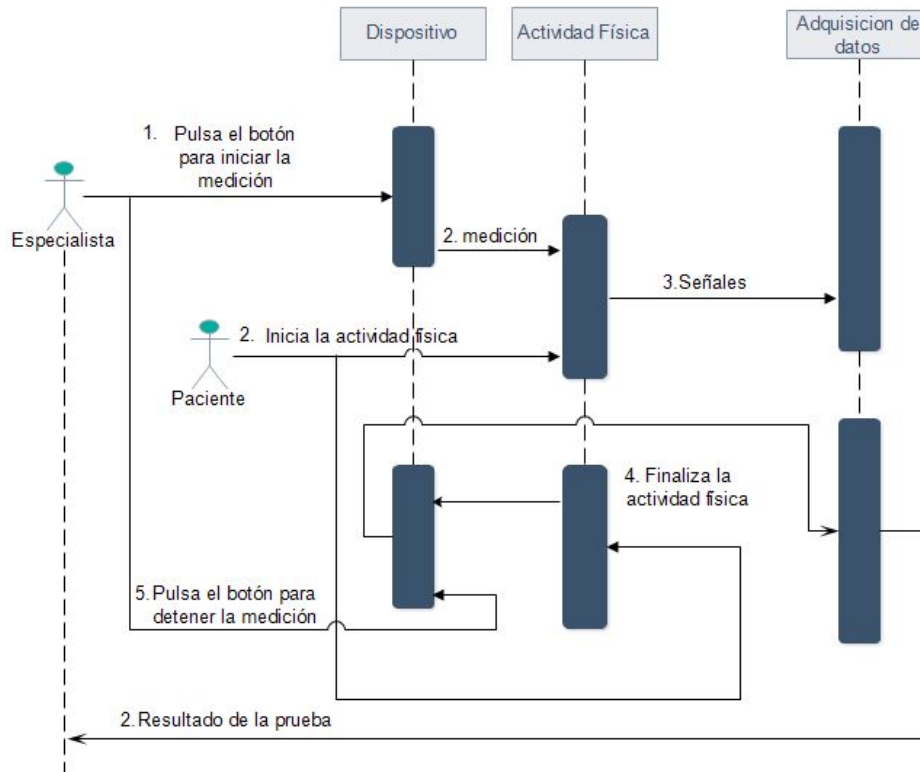 Dispositivo
Actividad Física
Adquisicion de
datos
1. Pulsa el botón
para iniciar la
medición
Especialista
2. medición
3.Señales
2. Inicia la actividad física
Paciente
4. Finaliza la
actividad física
5. Pulsa el botón para
detener la medición
2. Resultado de la prueba